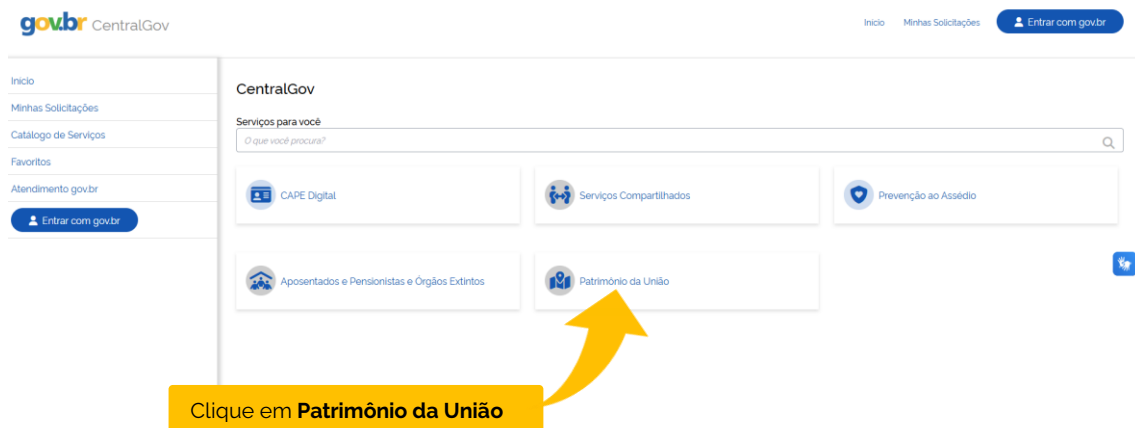 gov.br CentralGov
Inicio Minhas Solicitações Entrar com gov.br
Inicio
Minhas Solicitações
Catálogo de Serviços
Favoritos
Atendimento gov.br
Entrar com gov.br
CentralGov
Serviços para você
O que você procura?
CAPE Digital
Serviços Compartilhados
Prevenção ao Assédio
Aposentados e Pensionistas e Órgãos Extintos
Patrimônio da União
Clique em Patrimônio da União